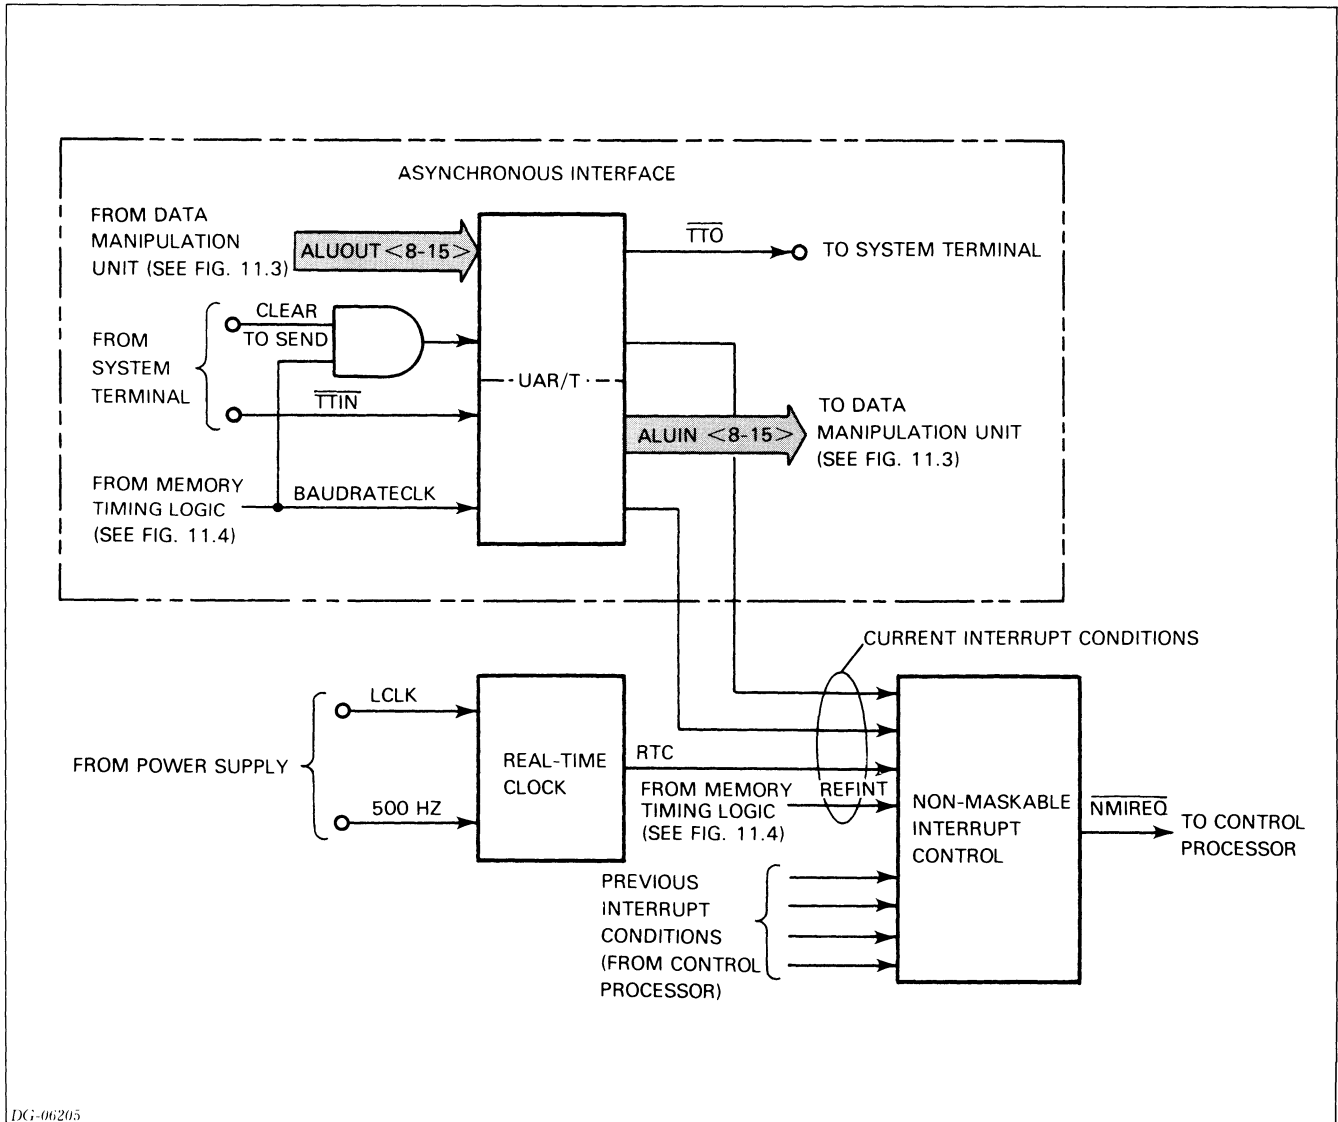 ASYNCHRONOUS INTERFACE
FROM DATA
MANIPULATION
UNIT (SEE FIG. 11.3)
ALUOUT <8-15>
TTO
TO SYSTEM TERMINAL
CLEAR
TO SEND
FROM
SYSTEM
TERMINAL
TTIN
UAR/T
ALUIN <8-15>
TO DATA
MANIPULATION UNIT
(SEE FIG. 11.3)
FROM MEMORY
TIMING LOGIC
(SEE FIG. 11.4)
BAUDRATECLK
CURRENT INTERRUPT CONDITIONS
LCLK
FROM POWER SUPPLY
500 HZ
REAL-TIME
CLOCK
RTC
FROM MEMORY
TIMING LOGIC
(SEE FIG. 11.4)
REFINT
NON-MASKABLE
INTERRUPT
CONTROL
NMIREQ
TO CONTROL
PROCESSOR
PREVIOUS
INTERRUPT
CONDITIONS
(FROM CONTROL
PROCESSOR)
DG-06205